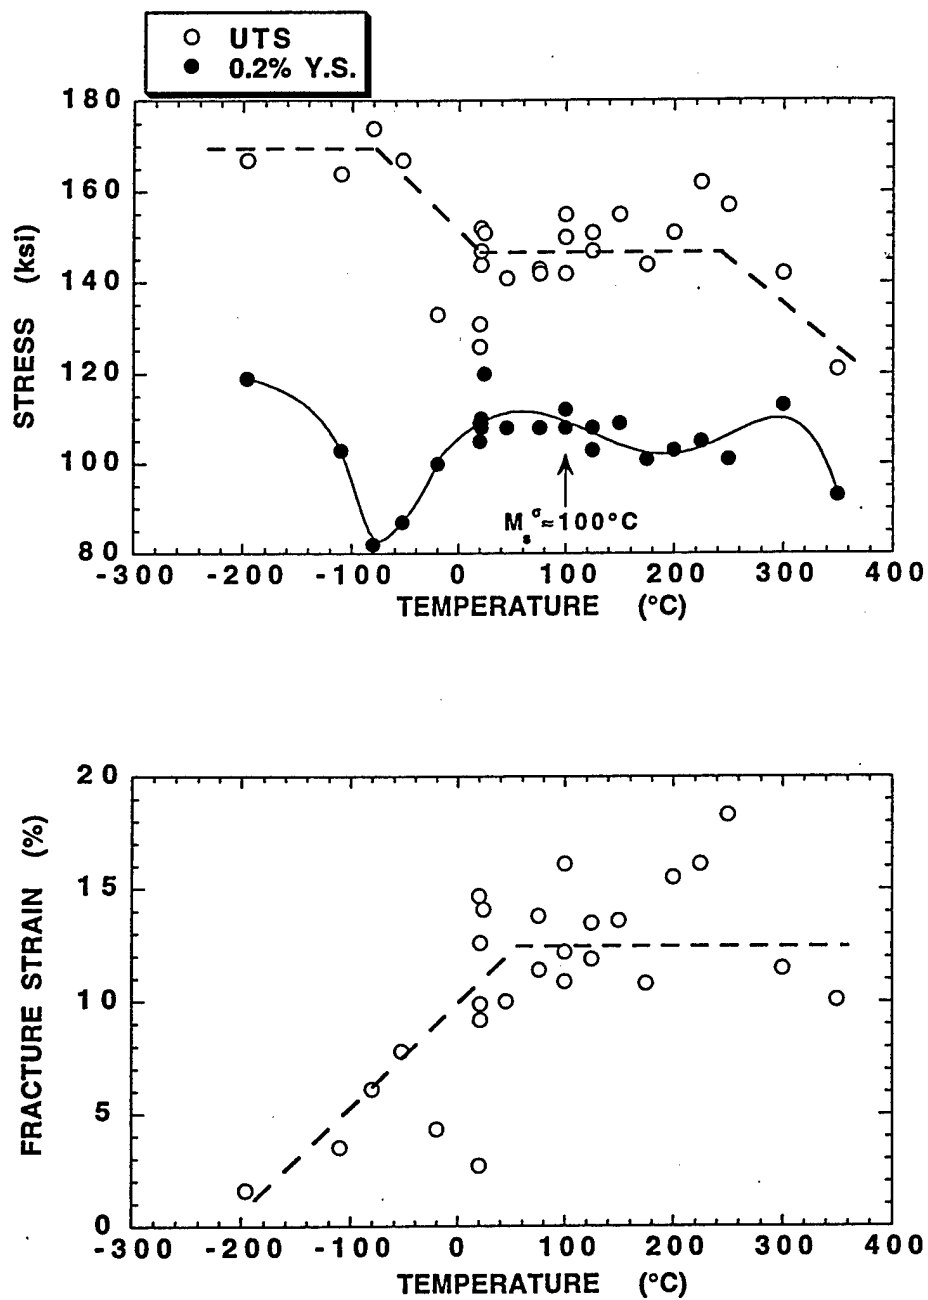 UTS
0.2% Y.S.
180
160
140
120
100
80
STRESS (ksi)
M_s^σ≈100°C
-300 -200 -100 0 100 200 300 400
TEMPERATURE (°C)
20
15
10
5
0
FRACTURE STRAIN (%)
-300 -200 -100 0 100 200 300 400
TEMPERATURE (°C)